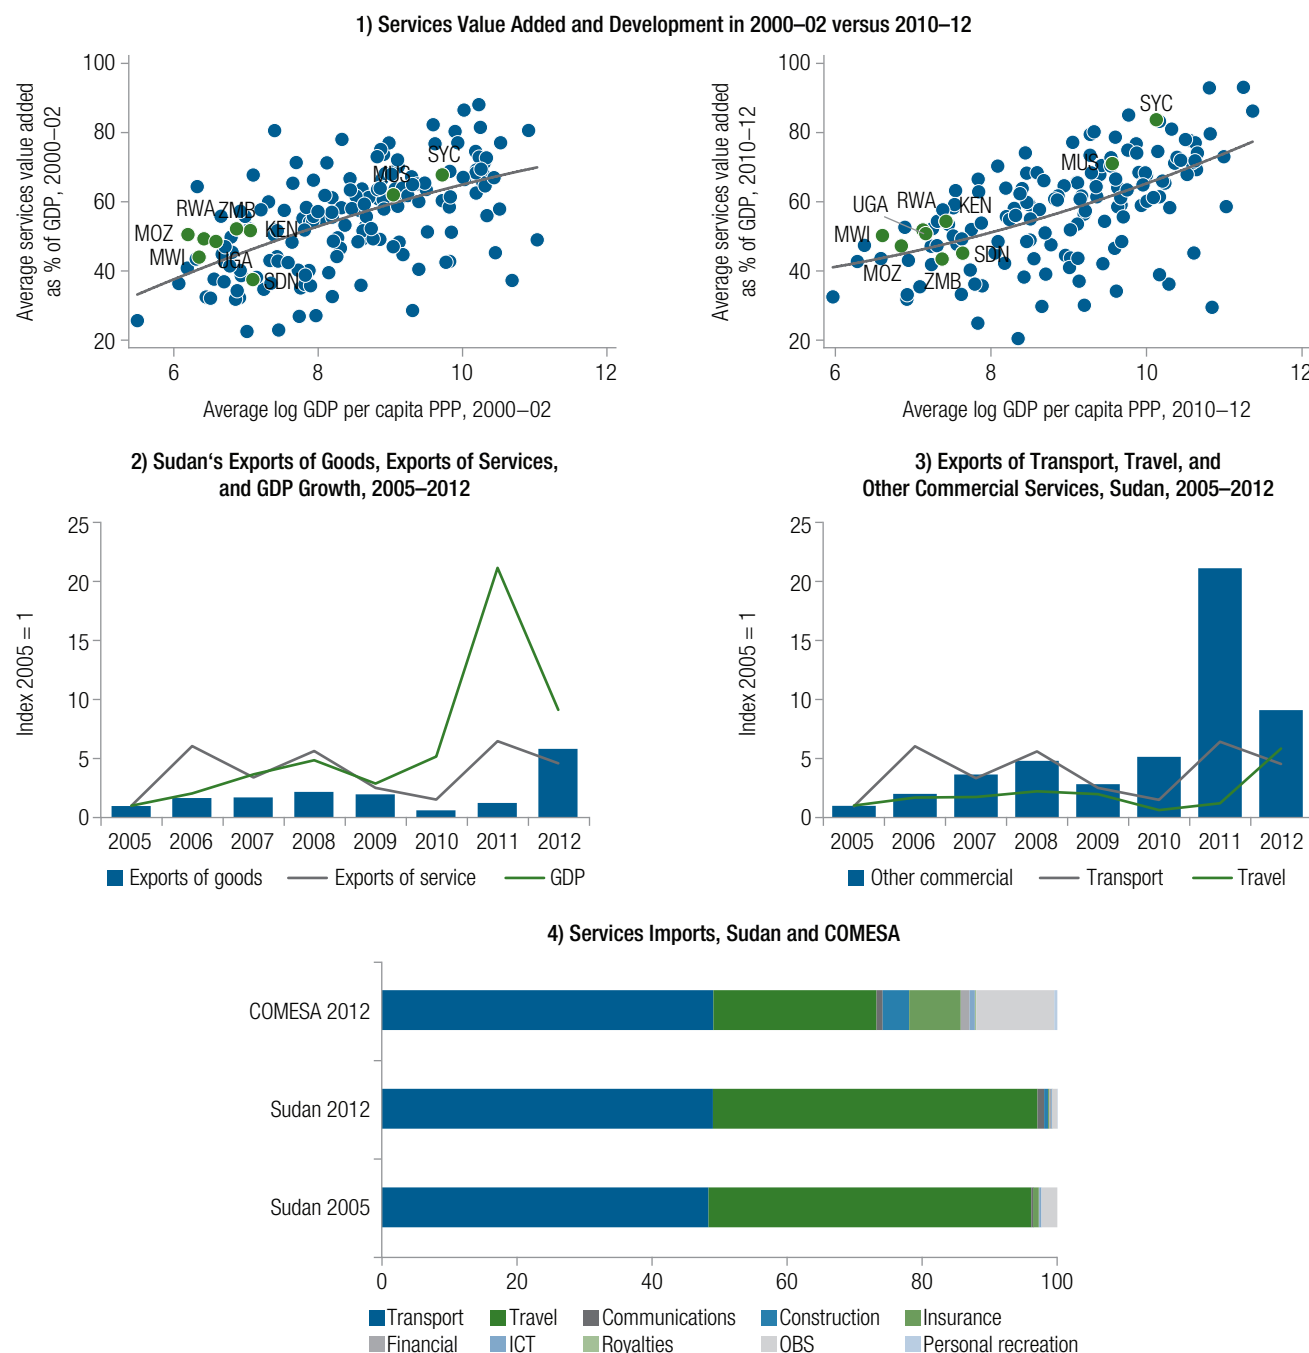 1) Services Value Added and Development in 2000–02 versus 2010–12
Average services value added
as % of GDP, 2000–02
100
80
60
40
20
SYC
MUS
RWA
ZMB
MOZ
KEN
MWI
UGA
SDN
6
8
10
12
Average log GDP per capita PPP, 2000–02
Average services value added
as % of GDP, 2010–12
100
80
60
40
20
SYC
MUS
UGA
RWA
KEN
MWI
SDN
MOZ
ZMB
6
8
10
12
Average log GDP per capita PPP, 2010–12
2) Sudan‘s Exports of Goods, Exports of Services,
and GDP Growth, 2005–2012
Index 2005 = 1
25
20
15
10
5
0
2005 2006 2007 2008 2009 2010 2011 2012
Exports of goods Exports of service GDP
3) Exports of Transport, Travel, and
Other Commercial Services, Sudan, 2005–2012
Index 2005 = 1
25
20
15
10
5
0
2005 2006 2007 2008 2009 2010 2011 2012
Other commercial Transport Travel
4) Services Imports, Sudan and COMESA
COMESA 2012
Sudan 2012
Sudan 2005
0 20 40 60 80 100
Transport Travel Communications Construction Insurance
Financial ICT Royalties OBS Personal recreation